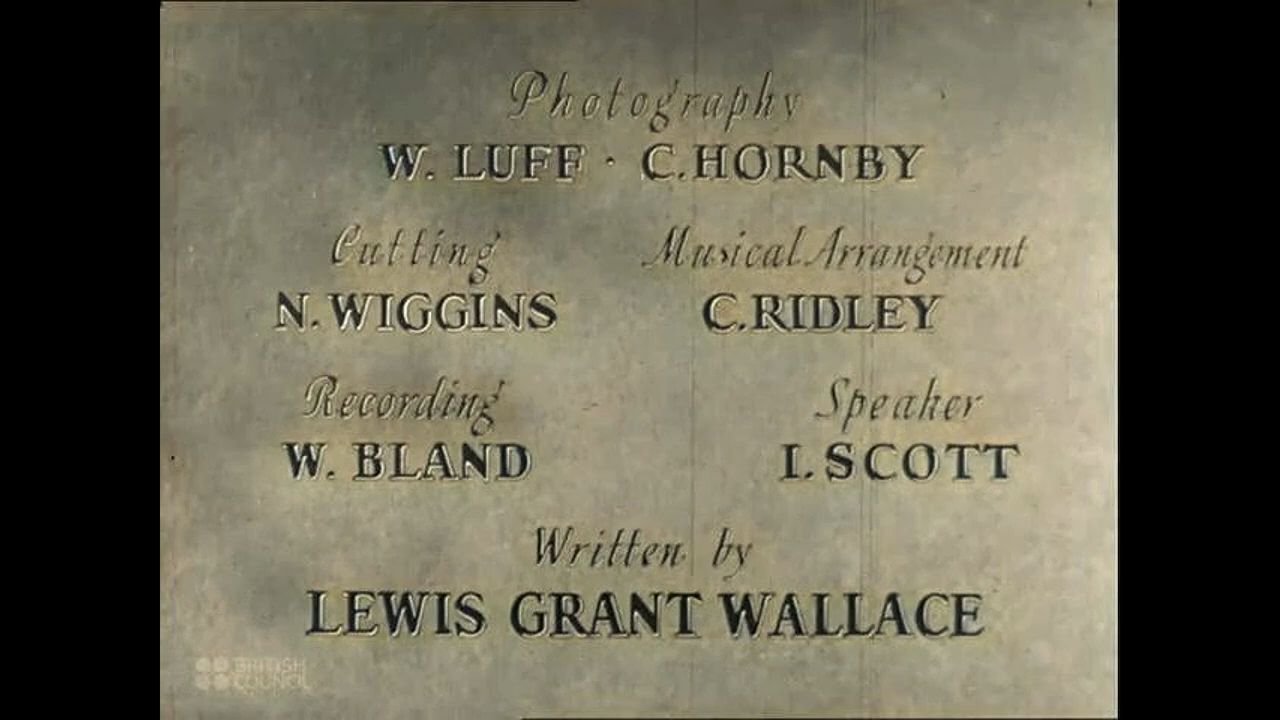 Photography
W. LUFF · C. HORNBY
Cutting Musical Arrangement
N. WIGGINS C. RIDLEY
Recording Speaker
W. BLAND I. SCOTT
Written by
LEWIS GRANT WALLACE
BRITISH
COUNCIL